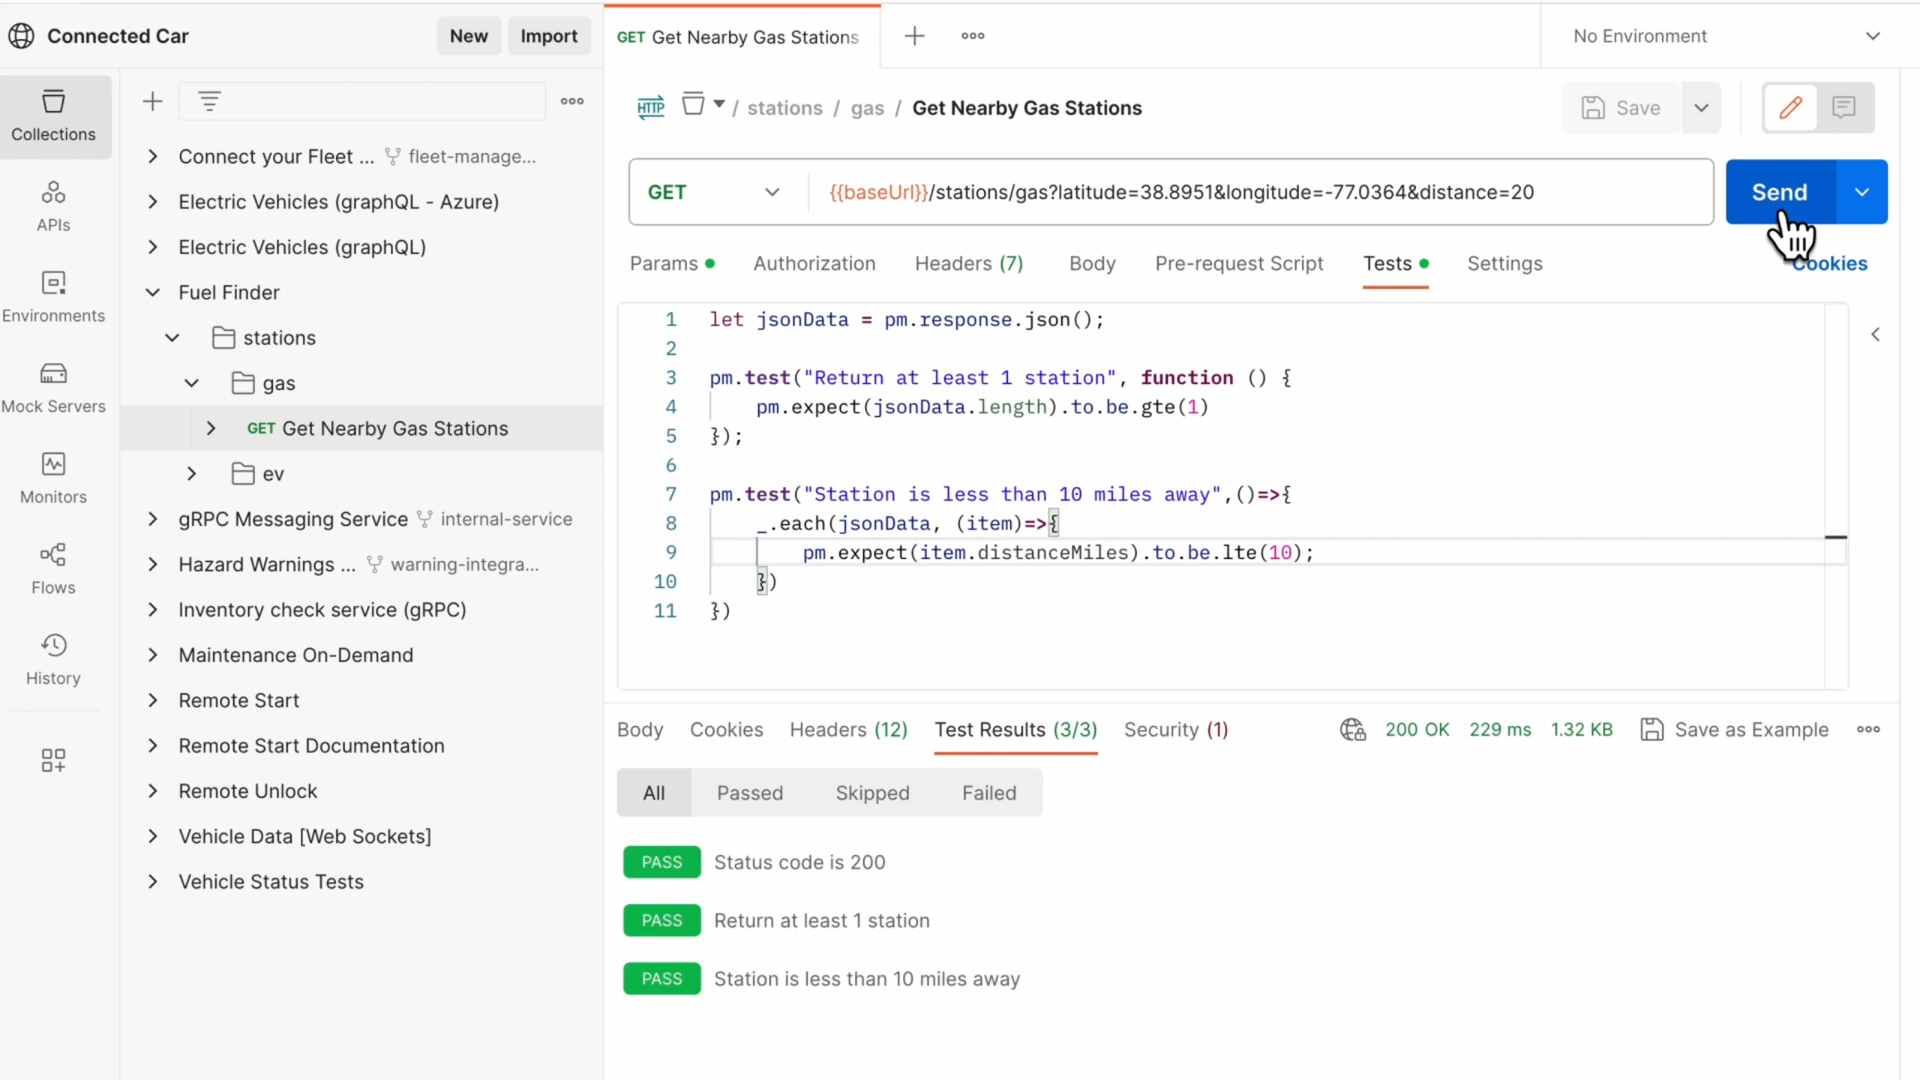 Connected Car
New
Import
GET Get Nearby Gas Stations
No Environment
Collections
APIs
Environments
Mock Servers
Monitors
Flows
History
Connect your Fleet ... fleet-manage...
Electric Vehicles (graphQL - Azure)
Electric Vehicles (graphQL)
Fuel Finder
stations
gas
GET Get Nearby Gas Stations
ev
gRPC Messaging Service internal-service
Hazard Warnings ... warning-integra...
Inventory check service (gRPC)
Maintenance On-Demand
Remote Start
Remote Start Documentation
Remote Unlock
Vehicle Data [Web Sockets]
Vehicle Status Tests
HTTP / stations / gas / Get Nearby Gas Stations
Save
GET {{baseUrl}}/stations/gas?latitude=38.8951&longitude=-77.0364&distance=20
Send
Params Authorization Headers (7) Body Pre-request Script Tests Settings Cookies
1 let jsonData = pm.response.json();
2
3 pm.test("Return at least 1 station", function () {
4 pm.expect(jsonData.length).to.be.gte(1)
5 });
6
7 pm.test("Station is less than 10 miles away",()=>{
8 _.each(jsonData, (item)=>{
9 pm.expect(item.distanceMiles).to.be.lte(10);
10 })
11 })
Body Cookies Headers (12) Test Results (3/3) Security (1) 200 OK 229 ms 1.32 KB Save as Example
All Passed Skipped Failed
PASS Status code is 200
PASS Return at least 1 station
PASS Station is less than 10 miles away